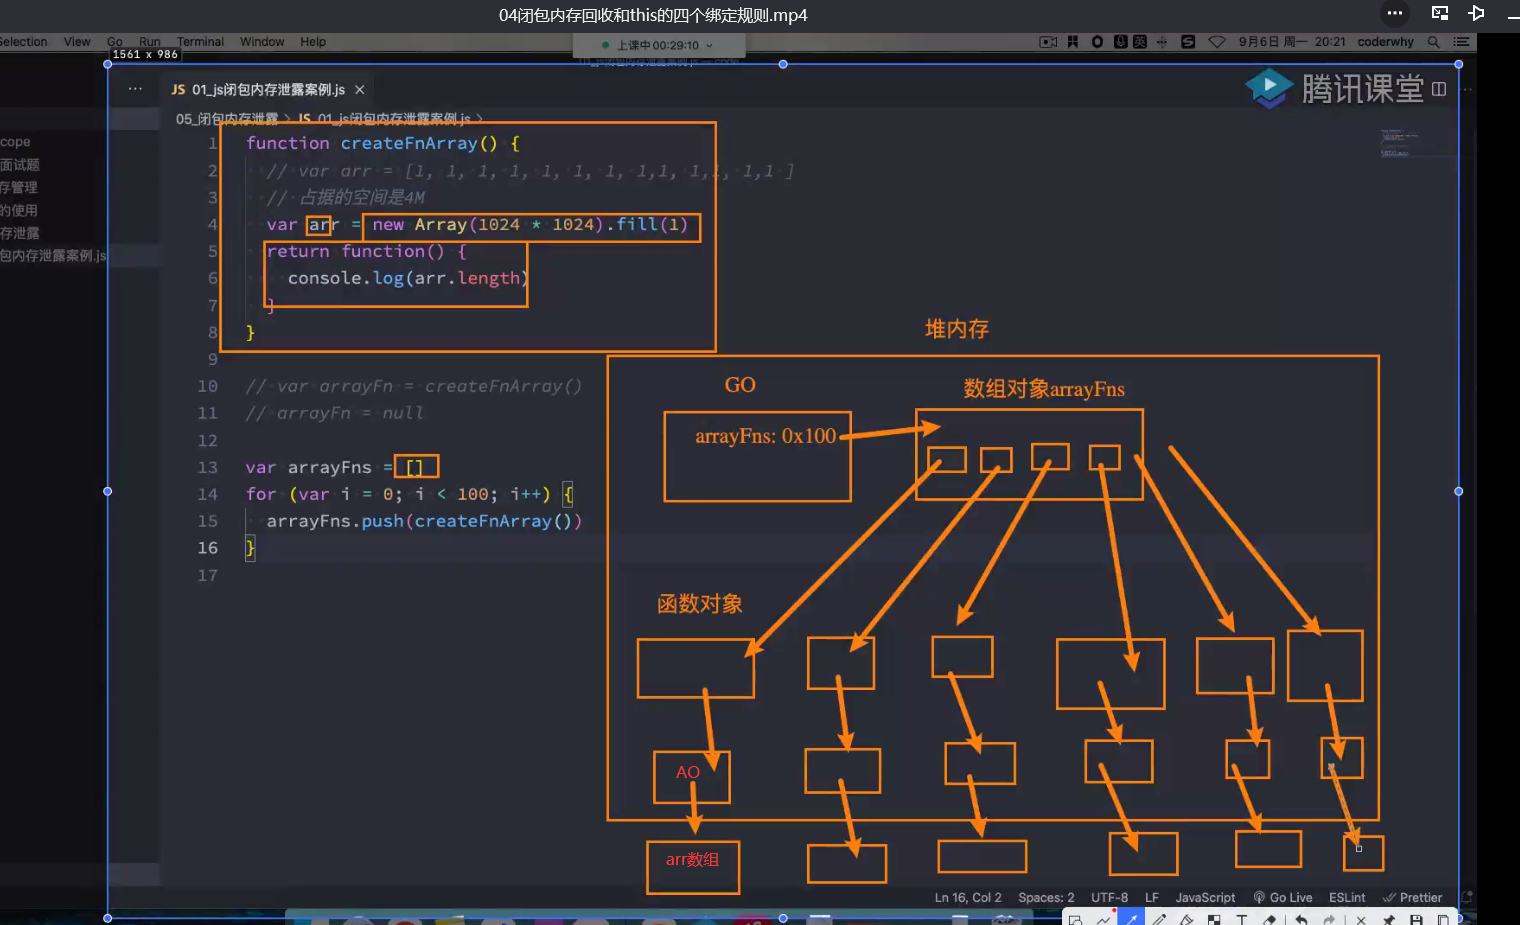 04闭包内存回收和this的四个绑定规则.mp4
Selection View Go Run Terminal Window Help
上课中 00:29:10
9月6日 周一 20:21 coderwhy
1561 x 986
JS 01_js闭包内存泄露案例.js
腾讯课堂
05_闭包内存泄露 > JS 01_js闭包内存泄露案例.js >
cope
面试题
存管理
的使用
存泄露
包内存泄露案例.js
1 function createFnArray() {
2 // var arr = [1, 1, 1, 1, 1, 1, 1, 1,1, 1,1, 1,1 ]
3 // 占据的空间是4M
4 var arr = new Array(1024 * 1024).fill(1)
5 return function() {
6 console.log(arr.length)
7 }
8 }
9
10 // var arrayFn = createFnArray()
11 // arrayFn = null
12
13 var arrayFns = []
14 for (var i = 0; i < 100; i++) {
15 arrayFns.push(createFnArray())
16 }
17
堆内存
GO
数组对象arrayFns
arrayFns: 0x100
函数对象
AO
arr数组
Ln 16, Col 2 Spaces: 2 UTF-8 LF JavaScript Go Live ESLint Prettier